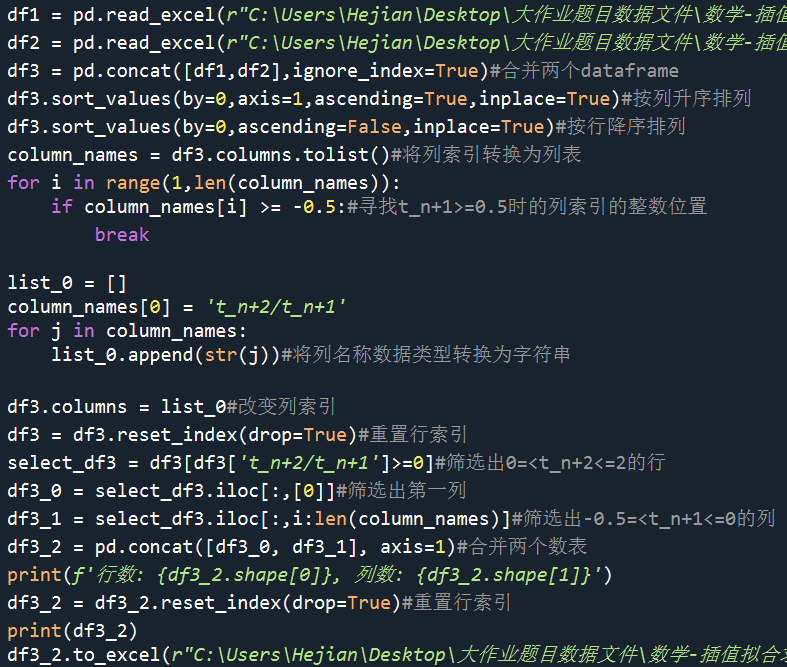 df1 = pd.read_excel(r"C:\Users\Hejian\Desktop\大作业题目数据文件\数学-插值
df2 = pd.read_excel(r"C:\Users\Hejian\Desktop\大作业题目数据文件\数学-插值
df3 = pd.concat([df1,df2],ignore_index=True)#合并两个dataframe
df3.sort_values(by=0,axis=1,ascending=True,inplace=True)#按列升序排列
df3.sort_values(by=0,ascending=False,inplace=True)#按行降序排列
column_names = df3.columns.tolist()#将列索引转换为列表
for i in range(1,len(column_names)):
    if column_names[i] >= -0.5:#寻找t_n+1>=0.5时的列索引的整数位置
        break
list_0 = []
column_names[0] = 't_n+2/t_n+1'
for j in column_names:
    list_0.append(str(j))#将列名称数据类型转换为字符串
df3.columns = list_0#改变列索引
df3 = df3.reset_index(drop=True)#重置行索引
select_df3 = df3[df3['t_n+2/t_n+1']>=0]#筛选出0=<t_n+2<=2的行
df3_0 = select_df3.iloc[:,[0]]#筛选出第一列
df3_1 = select_df3.iloc[:,i:len(column_names)]#筛选出-0.5=<t_n+1<=0的列
df3_2 = pd.concat([df3_0, df3_1], axis=1)#合并两个数表
print(f'行数: {df3_2.shape[0]}, 列数: {df3_2.shape[1]}')
df3_2 = df3_2.reset_index(drop=True)#重置行索引
print(df3_2)
df3_2.to_excel(r"C:\Users\Hejian\Desktop\大作业题目数据文件\数学-插值拟合